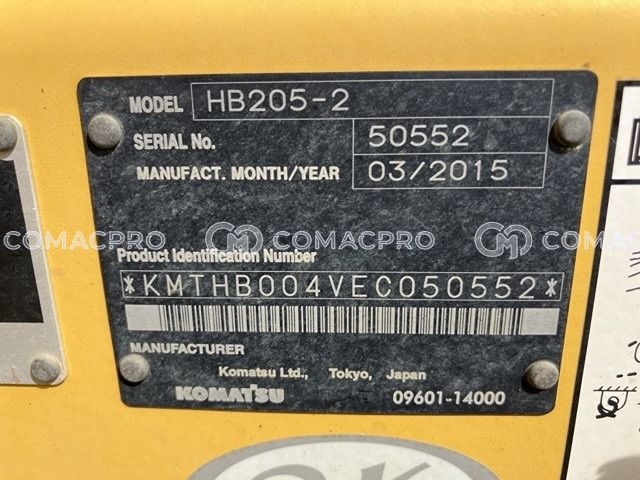 MODEL HB205-2
SERIAL No. 50552
MANUFACT. MONTH/YEAR 03/2015
COMACPRO COMACPRO COMACPRO
Product Identification Number
*KMTHB004VEC050552*
MANUFACTURER
Komatsu Ltd., Tokyo, Japan
KOMATSU 09601-14000